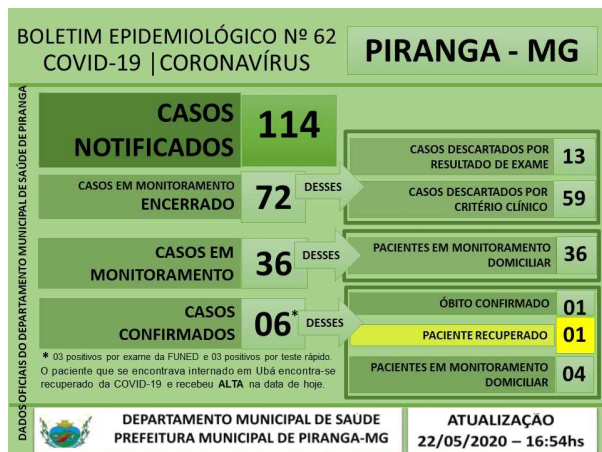 BOLETIM EPIDEMIOLÓGICO Nº 62
COVID-19 | CORONAVÍRUS
PIRANGA - MG
DADOS OFICIAIS DO DEPARTAMENTO MUNICIPAL DE SAÚDE DE PIRANGA
CASOS
NOTIFICADOS
114
CASOS EM MONITORAMENTO
ENCERRADO
72
DESSES
CASOS DESCARTADOS POR
RESULTADO DE EXAME
13
CASOS DESCARTADOS POR
CRITÉRIO CLÍNICO
59
CASOS EM
MONITORAMENTO
36
DESSES
PACIENTES EM MONITORAMENTO
DOMICILIAR
36
CASOS
CONFIRMADOS
06*
DESSES
ÓBITO CONFIRMADO
01
PACIENTE RECUPERADO
01
PACIENTES EM MONITORAMENTO
DOMICILIAR
04
* 03 positivos por exame da FUNED e 03 positivos por teste rápido.
O paciente que se encontrava internado em Ubá encontra-se
recuperado da COVID-19 e recebeu ALTA na data de hoje.
DEPARTAMENTO MUNICIPAL DE SAÚDE
PREFEITURA MUNICIPAL DE PIRANGA-MG
ATUALIZAÇÃO
22/05/2020 – 16:54hs